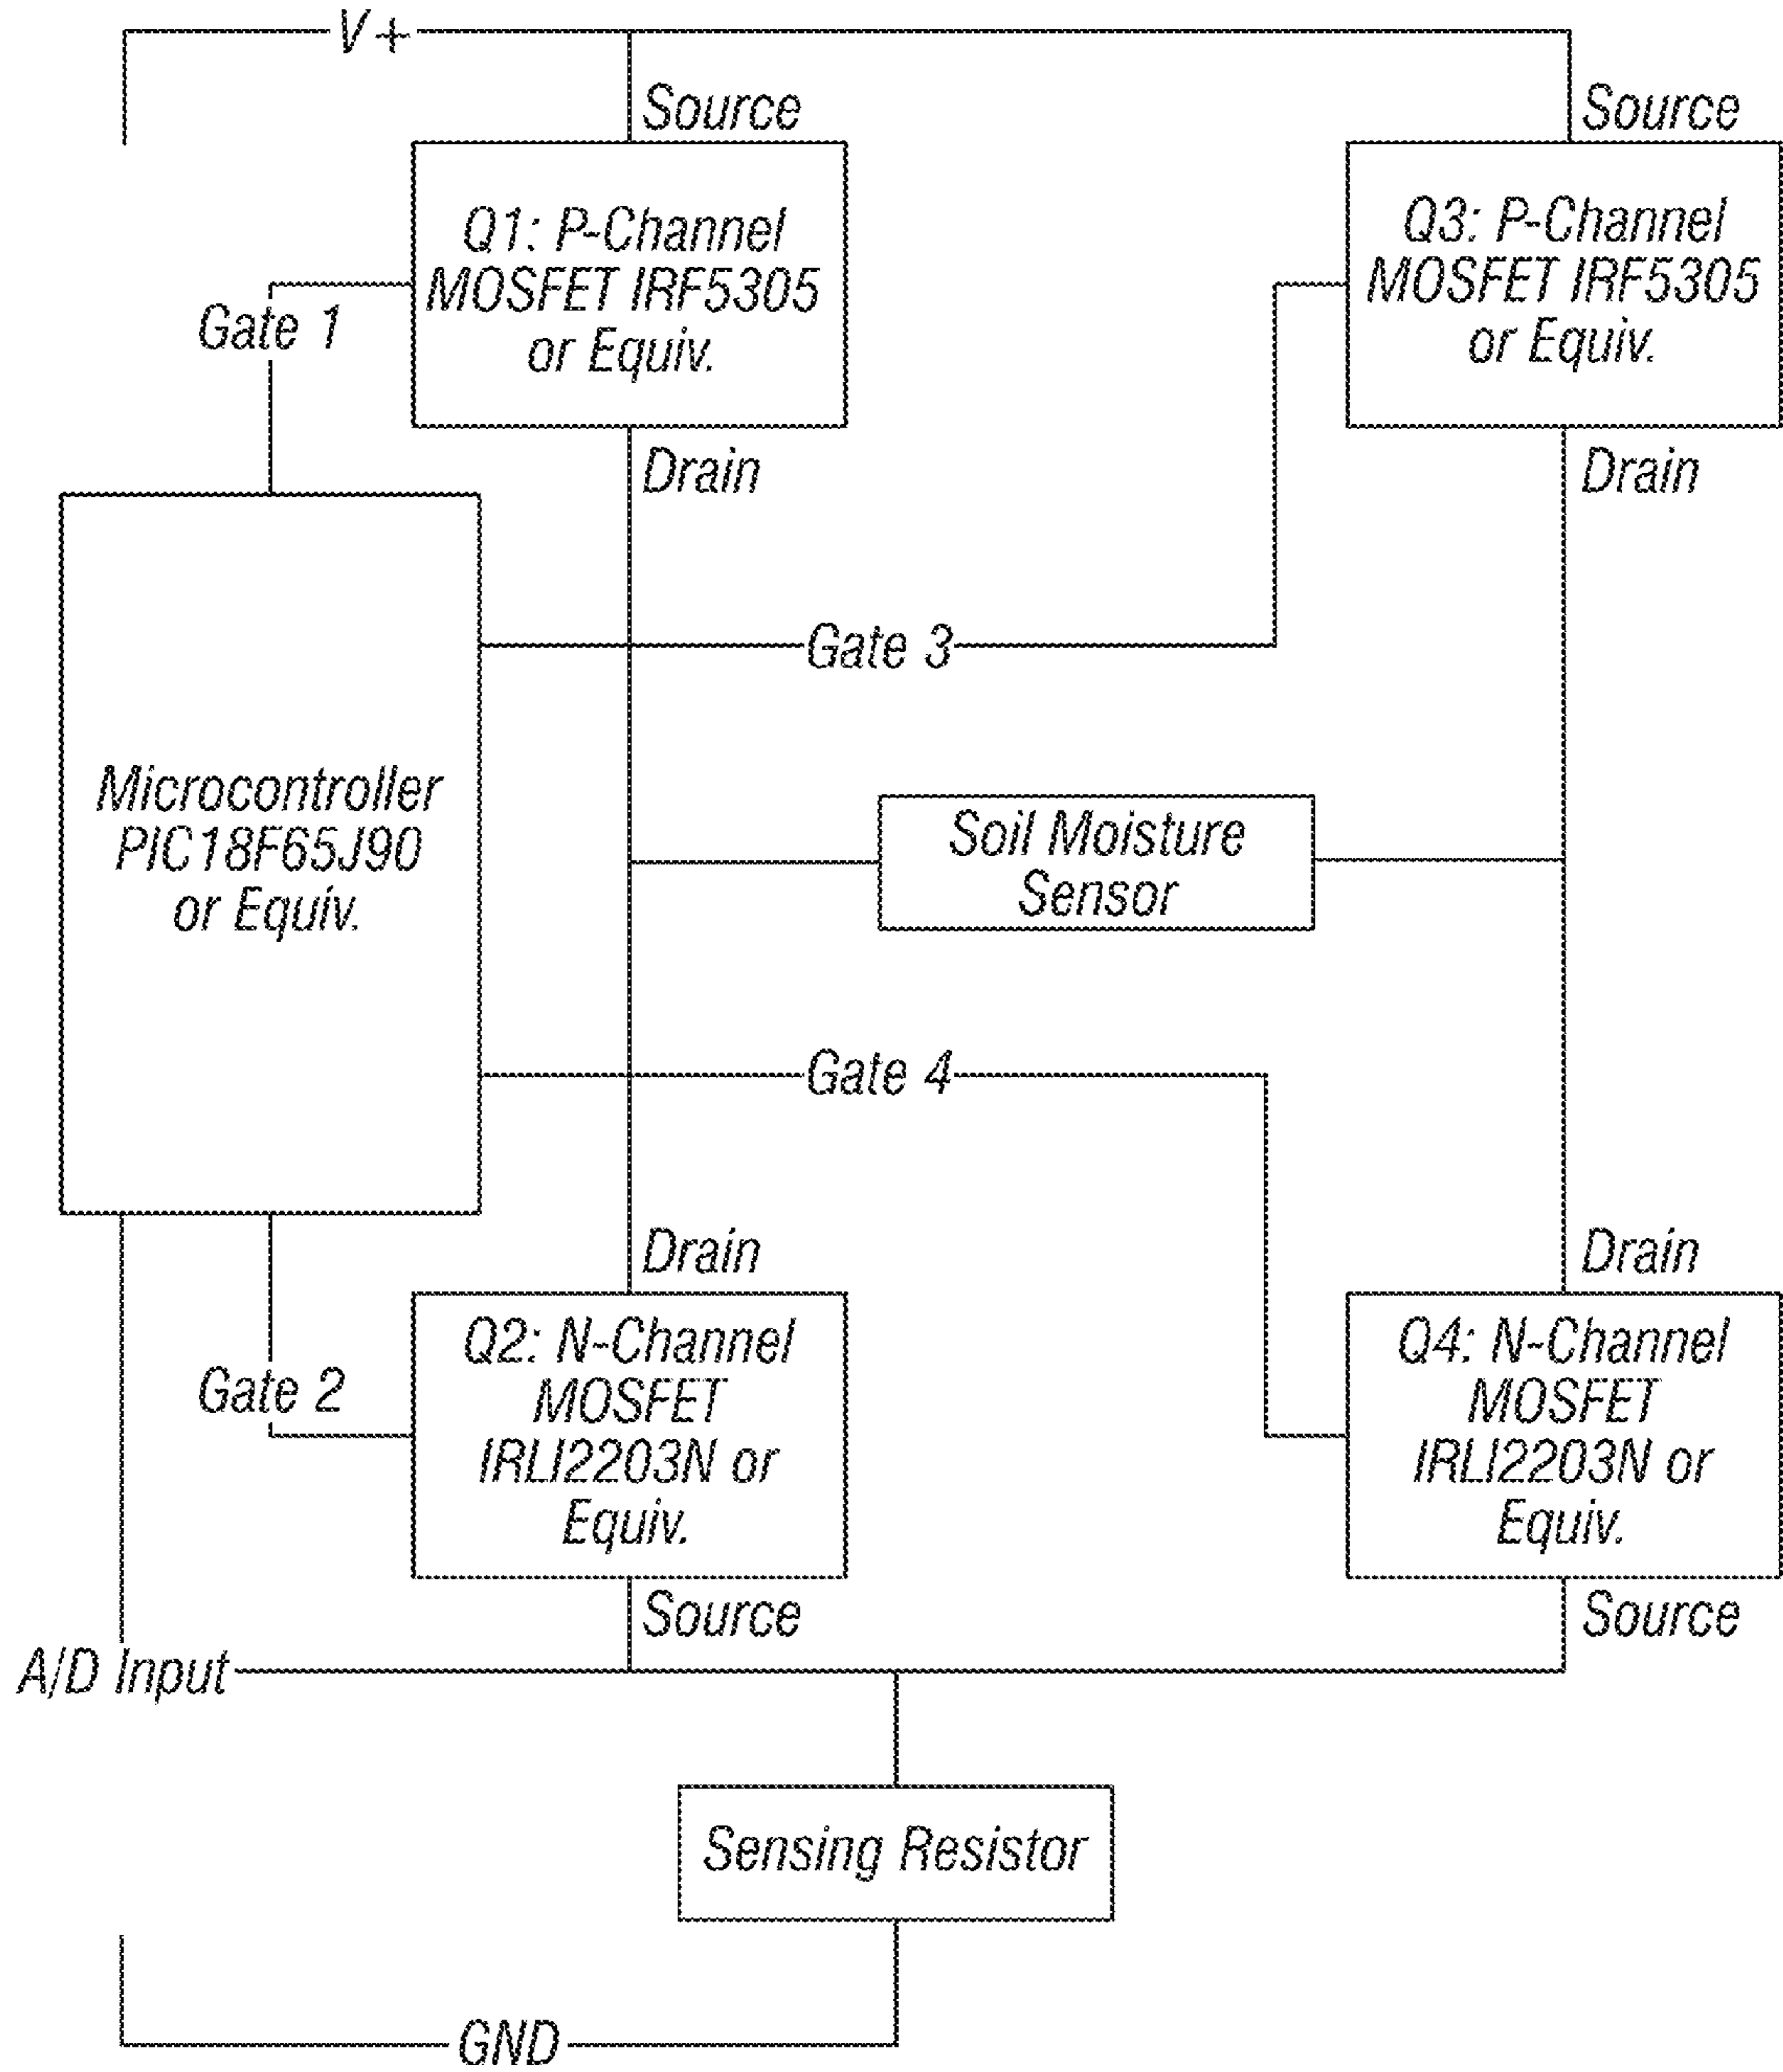 V+
Source
Source
Q1: P-Channel
MOSFET IRF5305
or Equiv.
Q3: P-Channel
MOSFET IRF5305
or Equiv.
Gate 1
Drain
Drain
Gate 3
Microcontroller
PIC18F65J90
or Equiv.
Soil Moisture
Sensor
Gate 4
Drain
Drain
Q2: N-Channel
MOSFET
IRLI2203N or
Equiv.
Q4: N-Channel
MOSFET
IRLI2203N or
Equiv.
Gate 2
Source
Source
A/D Input
Sensing Resistor
GND